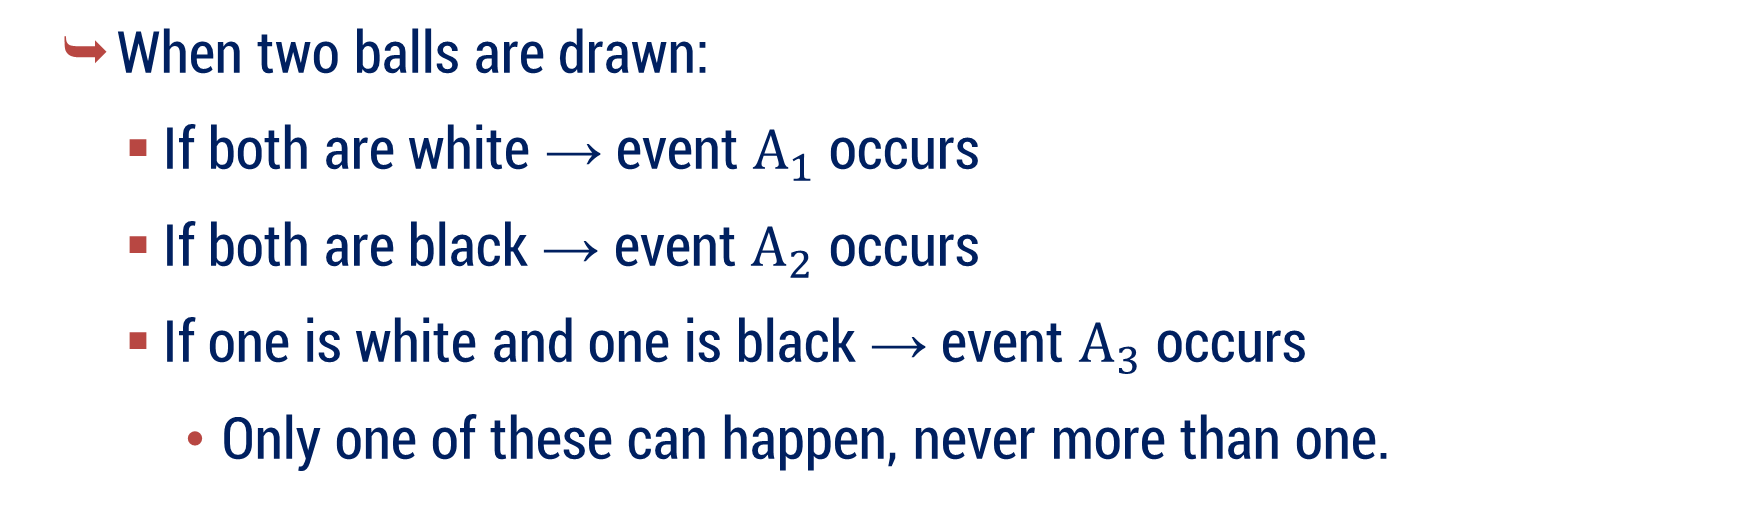 ➥ When two balls are drawn:
▪ If both are white → event A₁ occurs
▪ If both are black → event A₂ occurs
▪ If one is white and one is black → event A₃ occurs
• Only one of these can happen, never more than one.